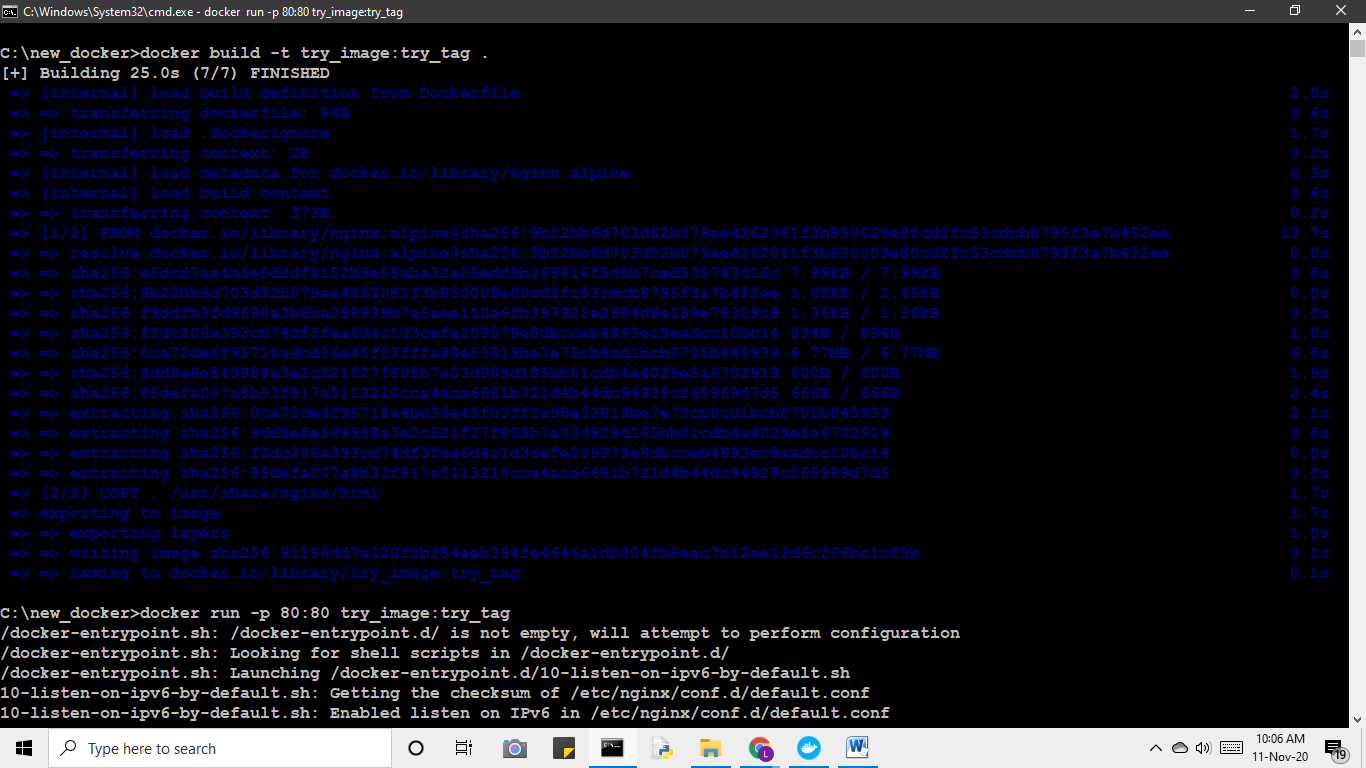 C:\Windows\System32\cmd.exe - docker run -p 80:80 try_image:try_tag
C:\new_docker>docker build -t try_image:try_tag .
[+] Building 25.0s (7/7) FINISHED
=> [internal] load build definition from Dockerfile 2.0s
=> => transferring dockerfile: 84B 0.6s
=> [internal] load .dockerignore 1.7s
=> => transferring context: 2B 0.2s
=> [internal] load metadata for docker.io/library/nginx:alpine 6.3s
=> [internal] load build context 0.6s
=> => transferring context: 373B 0.2s
=> [1/2] FROM docker.io/library/nginx:alpine@sha256:9b22bb6d703d52b079ae4262081f3b850009e80cd2fc53cdcb8795f3a7b452ee 12.7s
=> => resolve docker.io/library/nginx:alpine@sha256:9b22bb6d703d52b079ae4262081f3b850009e80cd2fc53cdcb8795f3a7b452ee 0.0s
=> => sha256:e5dcd7aa4b5e5d2df8152b9e58aba32a05edd9b269816f5d8b7ced535743d16c 7.99kB / 7.99kB 0.0s
=> => sha256:9b22bb6d703d52b079ae4262081f3b850009e80cd2fc53cdcb8795f3a7b452ee 1.65kB / 1.65kB 0.0s
=> => sha256:f9ddfb3fd9590a3b6ba095939b7a5aee110a6fb397922e2684d6e189e78329c9 1.36kB / 1.36kB 0.0s
=> => sha256:f2dc206a393cd74df3fea6d4c1d3cefe209979e8dbcceb4893ec9eadcc10bc14 894B / 894B 1.0s
=> => sha256:0ca72de6f95718a4bd36e45f03fffa98e53819be7e75cb8cd1bcb0705b845939 6.77MB / 6.77MB 6.0s
=> => sha256:9dd8e8e549988a3e2c521f27f805b7a03d909d185bb01cdb4a4029e5a6702919 600B / 600B 1.9s
=> => sha256:85defa007a8b33f817a5113210cca4aca6681b721d4b44dc94928c265959d7d5 666B / 666B 2.4s
=> => extracting sha256:0ca72de6f95718a4bd36e45f03fffa98e53819be7e75cb8cd1bcb0705b845939 2.1s
=> => extracting sha256:9dd8e8e549988a3e2c521f27f805b7a03d909d185bb01cdb4a4029e5a6702919 0.0s
=> => extracting sha256:f2dc206a393cd74df3fea6d4c1d3cefe209979e8dbcceb4893ec9eadcc10bc14 0.0s
=> => extracting sha256:85defa007a8b33f817a5113210cca4aca6681b721d4b44dc94928c265959d7d5 0.0s
=> [2/2] COPY . /usr/share/nginx/html 1.7s
=> exporting to image 1.7s
=> => exporting layers 1.0s
=> => writing image sha256:91258dd7a120f0bf84eeb394fe4646a1db804fb5eac7b12ee13d6cf06bc1cf9b 0.1s
=> => naming to docker.io/library/try_image:try_tag 0.1s
C:\new_docker>docker run -p 80:80 try_image:try_tag
/docker-entrypoint.sh: /docker-entrypoint.d/ is not empty, will attempt to perform configuration
/docker-entrypoint.sh: Looking for shell scripts in /docker-entrypoint.d/
/docker-entrypoint.sh: Launching /docker-entrypoint.d/10-listen-on-ipv6-by-default.sh
10-listen-on-ipv6-by-default.sh: Getting the checksum of /etc/nginx/conf.d/default.conf
10-listen-on-ipv6-by-default.sh: Enabled listen on IPv6 in /etc/nginx/conf.d/default.conf
Type here to search
10:06 AM
11-Nov-20
19